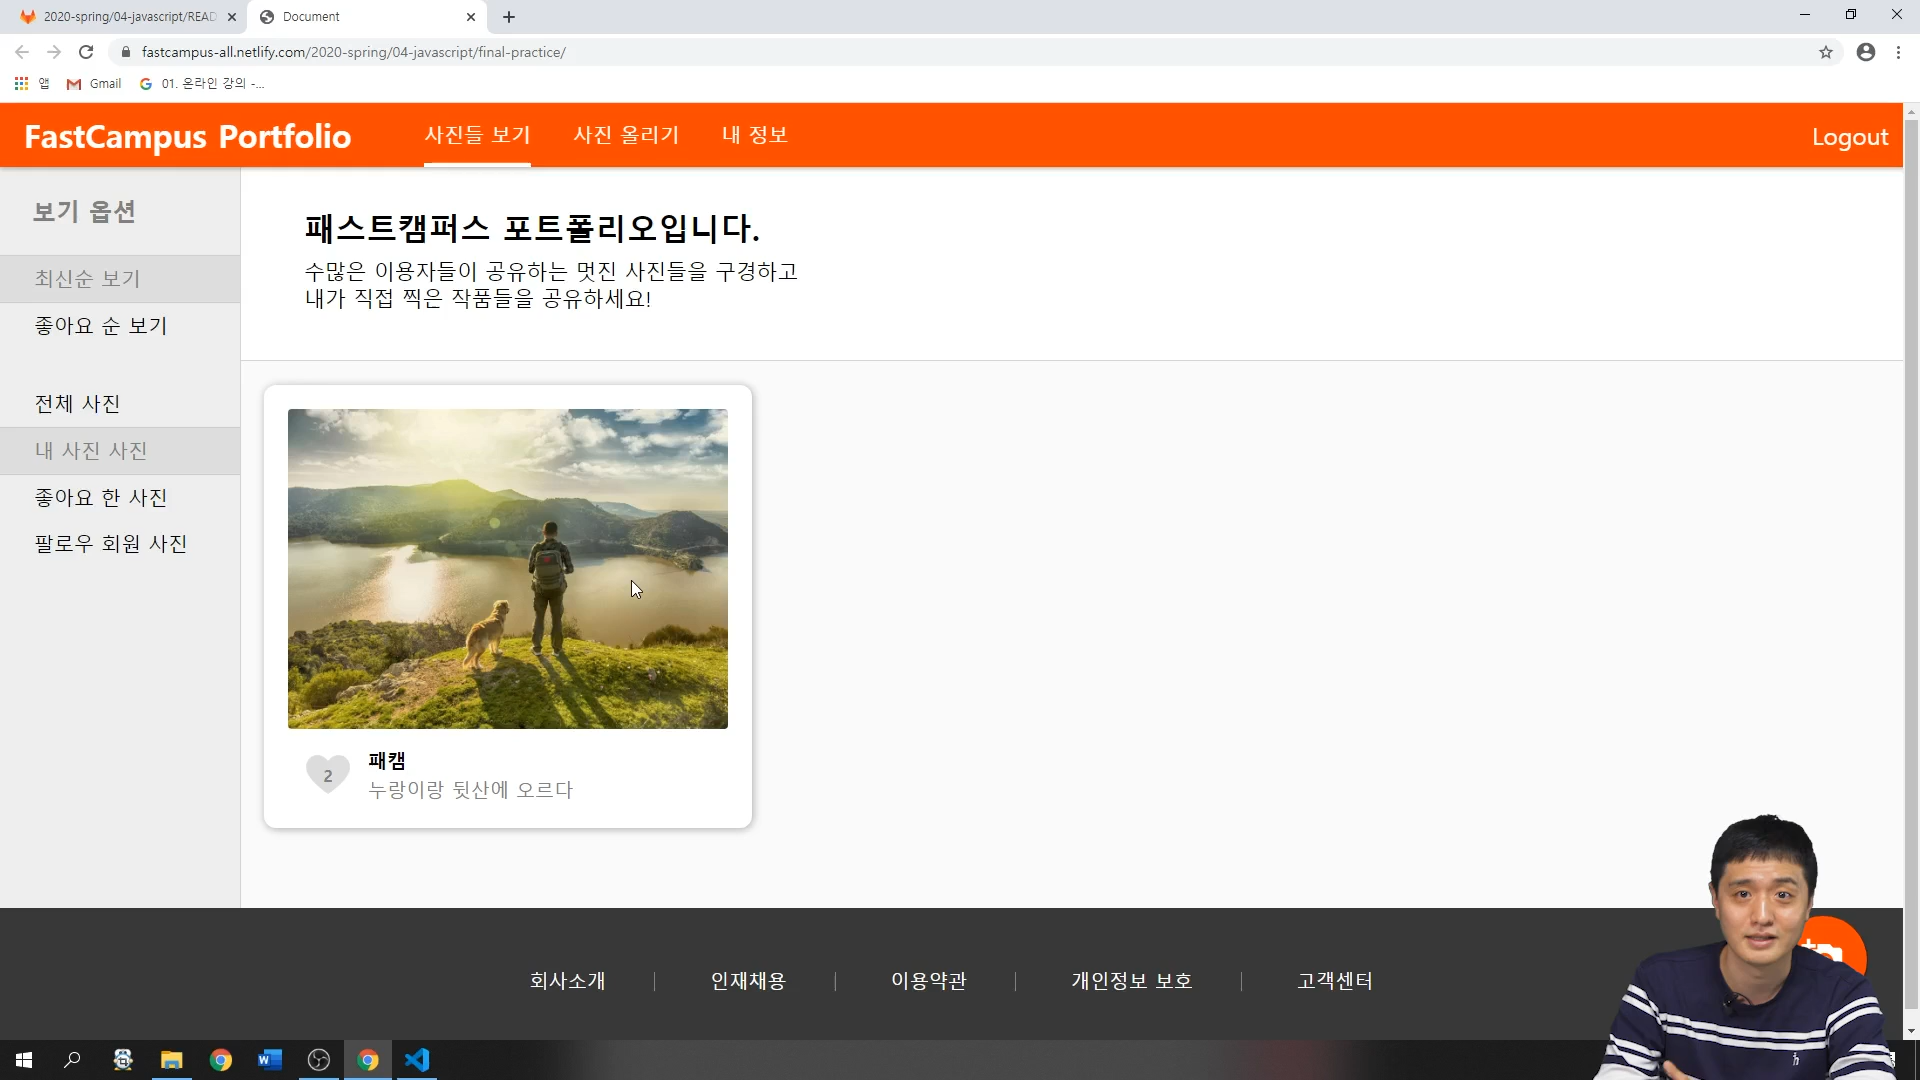 2020-spring/04-javascript/READ
Document
fastcampus-all.netlify.com/2020-spring/04-javascript/final-practice/
앱
Gmail
01. 온라인 강의 -...
FastCampus Portfolio
사진들 보기
사진 올리기
내 정보
Logout
보기 옵션
최신순 보기
좋아요 순 보기
전체 사진
내 사진 사진
좋아요 한 사진
팔로우 회원 사진
패스트캠퍼스 포트폴리오입니다.
수많은 이용자들이 공유하는 멋진 사진들을 구경하고
내가 직접 찍은 작품들을 공유하세요!
2
패캠
누랑이랑 뒷산에 오르다
회사소개
인재채용
이용약관
개인정보 보호
고객센터